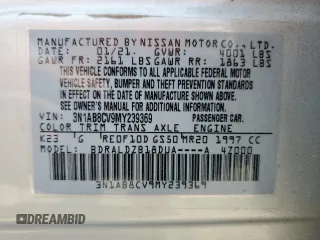 MANUFACTURED BY NISSAN MOTOR CO., LTD.
DATE: 01/21. GVWR: 4001 LBS
GAWR FR: 2161 LBS GAWR RR: 1863 LBS
THIS VEHICLE CONFORMS TO ALL APPLICABLE
FEDERAL MOTOR VEHICLE SAFETY, BUMPER,
AND THEFT PREVENTION STANDARDS IN EFFECT
ON THE DATE OF MANUFACTURE SHOWN ABOVE.
SEE OWNER'S MANUAL FOR ADDITIONAL INFORMATION.
VIN: 3N1AB8CV9MY239369 PASSENGER CAR.
COLOR TRIM TRANS AXLE ENGINE
K23 G RE0F10D GS50 MR20 1997 CC
MODEL: BDRALDZB18DUA----A 4Z000
3N1AB8CV9MY239369